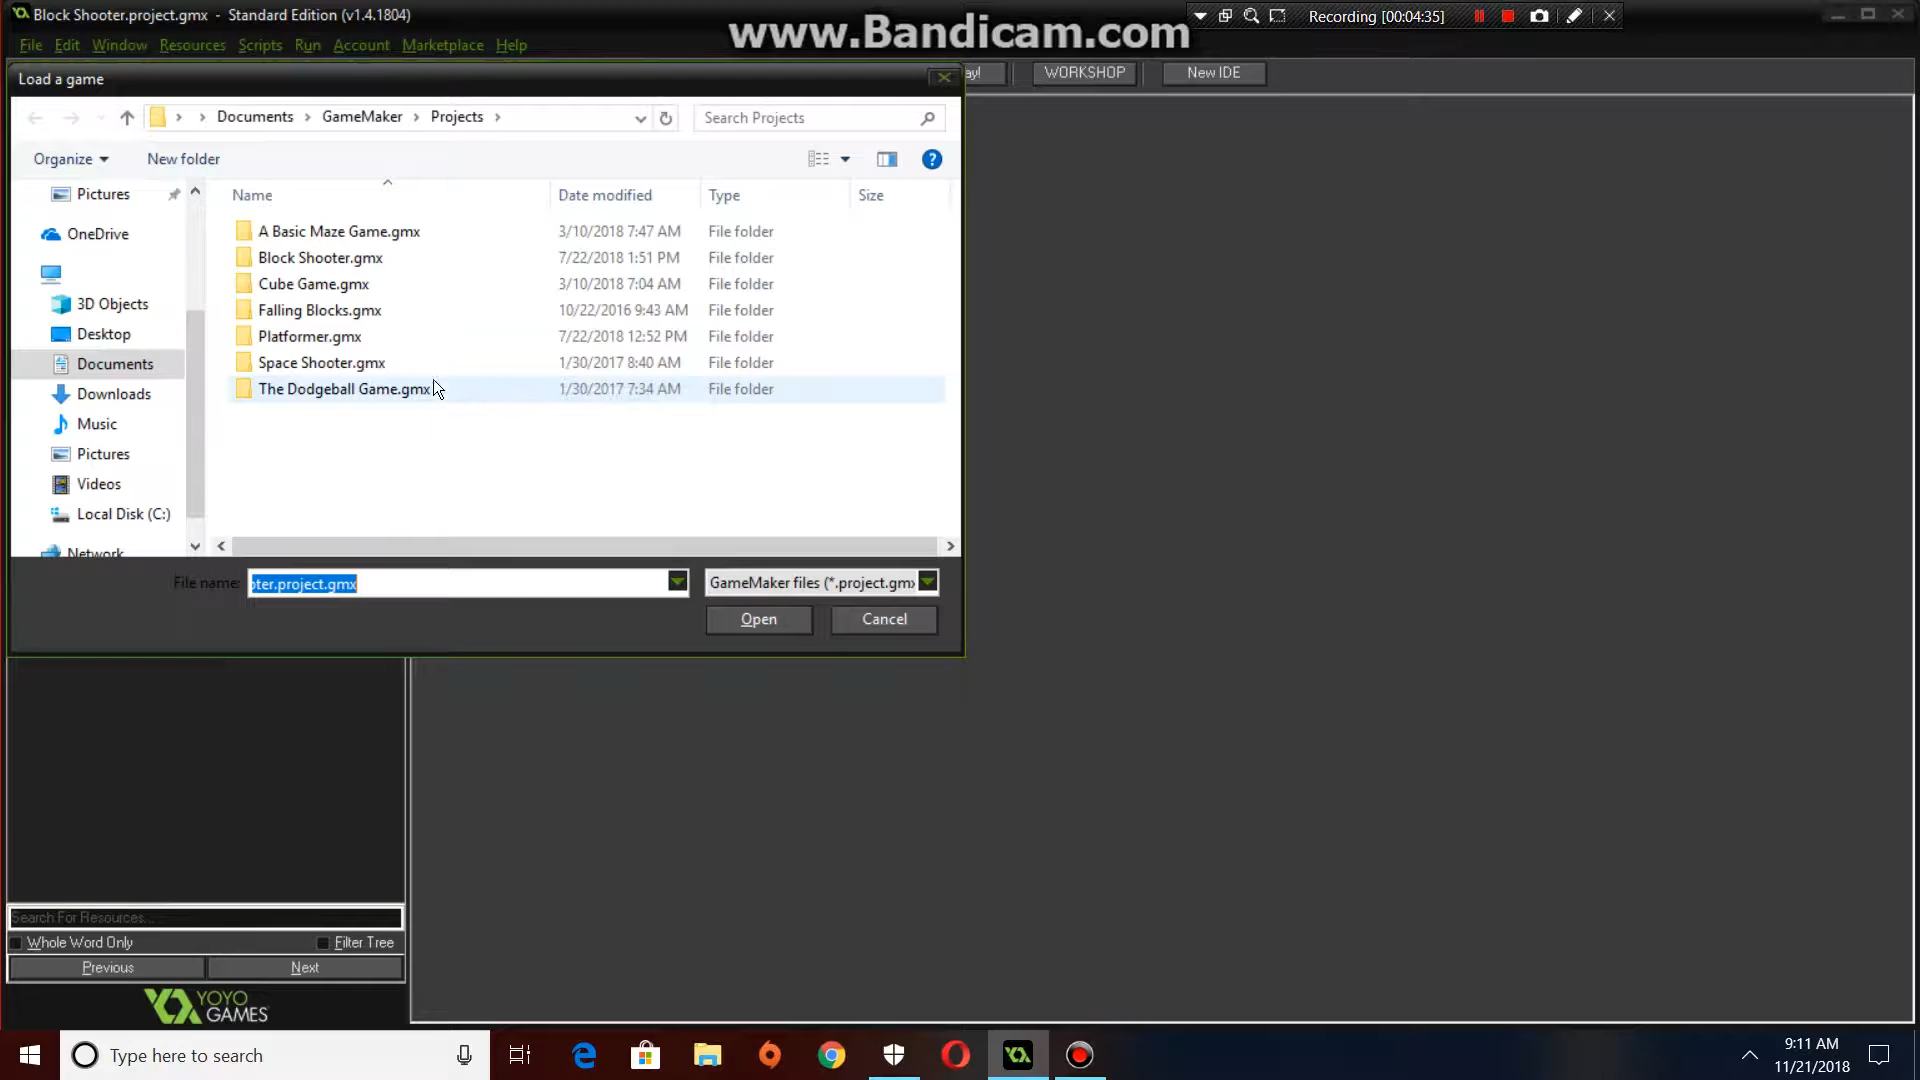 Block Shooter.project.gmx - Standard Edition (v1.4.1804)
www.Bandicam.com
Recording [00:04:35]
File Edit Window Resources Scripts Run Account Marketplace Help
Load a game
ay!
WORKSHOP
New IDE
Documents > GameMaker > Projects >
Search Projects
Organize
New folder
Name
Date modified
Type
Size
Pictures
OneDrive
3D Objects
Desktop
Documents
Downloads
Music
Pictures
Videos
Local Disk (C:)
Network
A Basic Maze Game.gmx 3/10/2018 7:47 AM File folder
Block Shooter.gmx 7/22/2018 1:51 PM File folder
Cube Game.gmx 3/10/2018 7:04 AM File folder
Falling Blocks.gmx 10/22/2016 9:43 AM File folder
Platformer.gmx 7/22/2018 12:52 PM File folder
Space Shooter.gmx 1/30/2017 8:40 AM File folder
The Dodgeball Game.gmx 1/30/2017 7:34 AM File folder
File name:
oter.project.gmx
GameMaker files (*.project.gmx
Open
Cancel
Search For Resources...
Whole Word Only
Filter Tree
Previous
Next
YOYO
GAMES
Type here to search
9:11 AM
11/21/2018